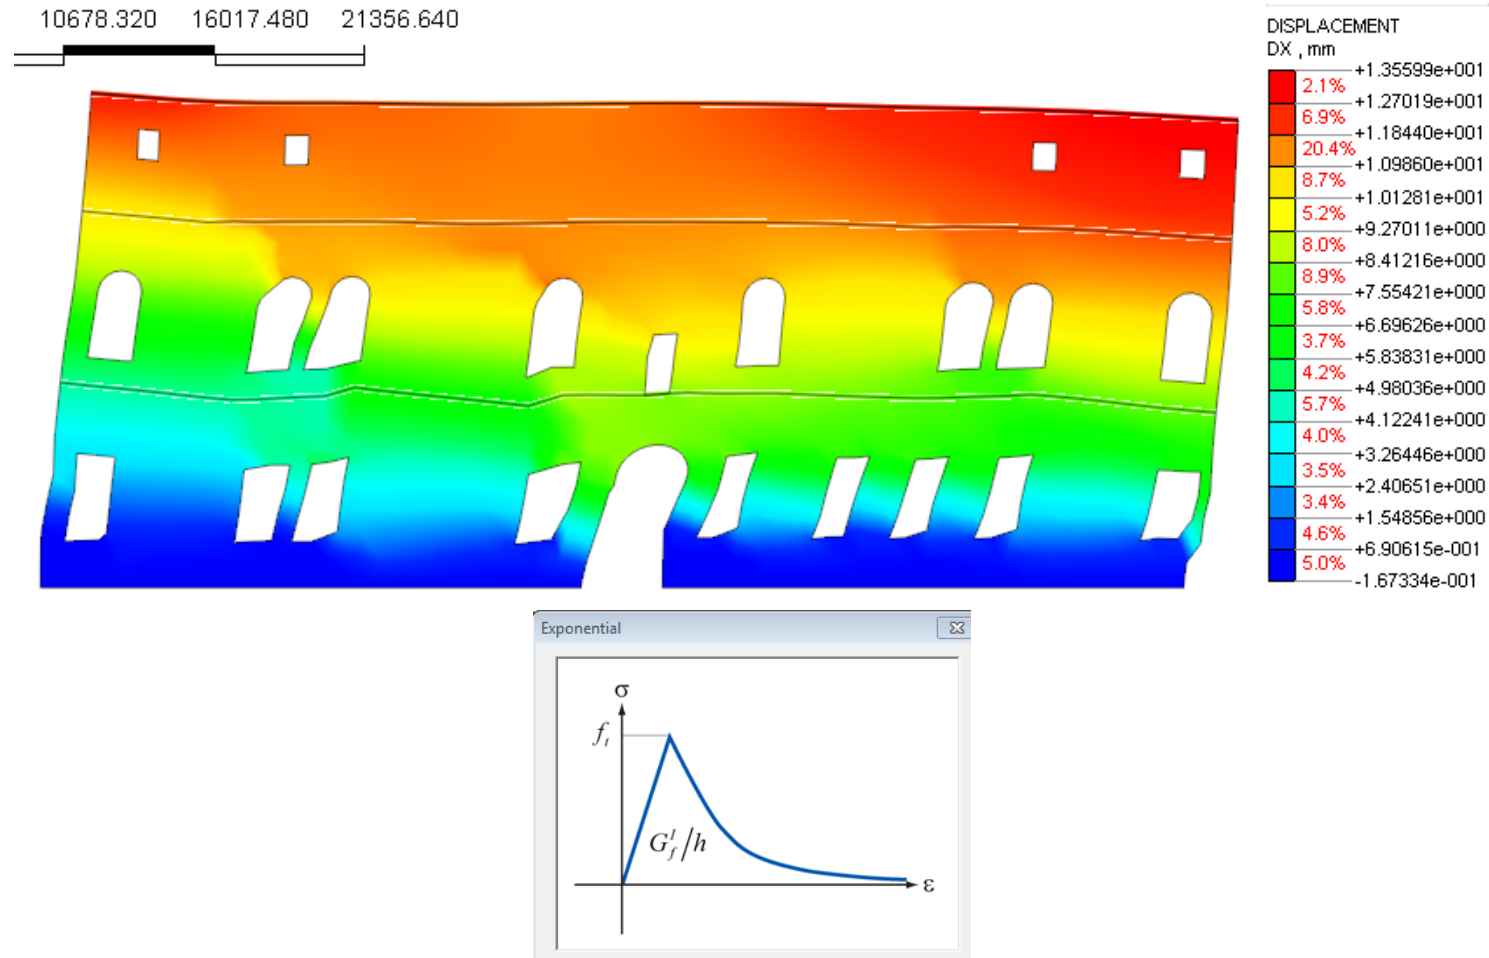 10678.320 16017.480 21356.640
DISPLACEMENT
DX , mm
+1.35599e+001
2.1%
+1.27019e+001
6.9%
+1.18440e+001
20.4%
+1.09860e+001
8.7%
+1.01281e+001
5.2%
+9.27011e+000
8.0%
+8.41216e+000
8.9%
+7.55421e+000
5.8%
+6.69626e+000
3.7%
+5.83831e+000
4.2%
+4.98036e+000
5.7%
+4.12241e+000
4.0%
+3.26446e+000
3.5%
+2.40651e+000
3.4%
+1.54856e+000
4.6%
+6.90615e-001
5.0%
-1.67334e-001
Exponential
σ
fₜ
Gᶠᴵ/h
ε